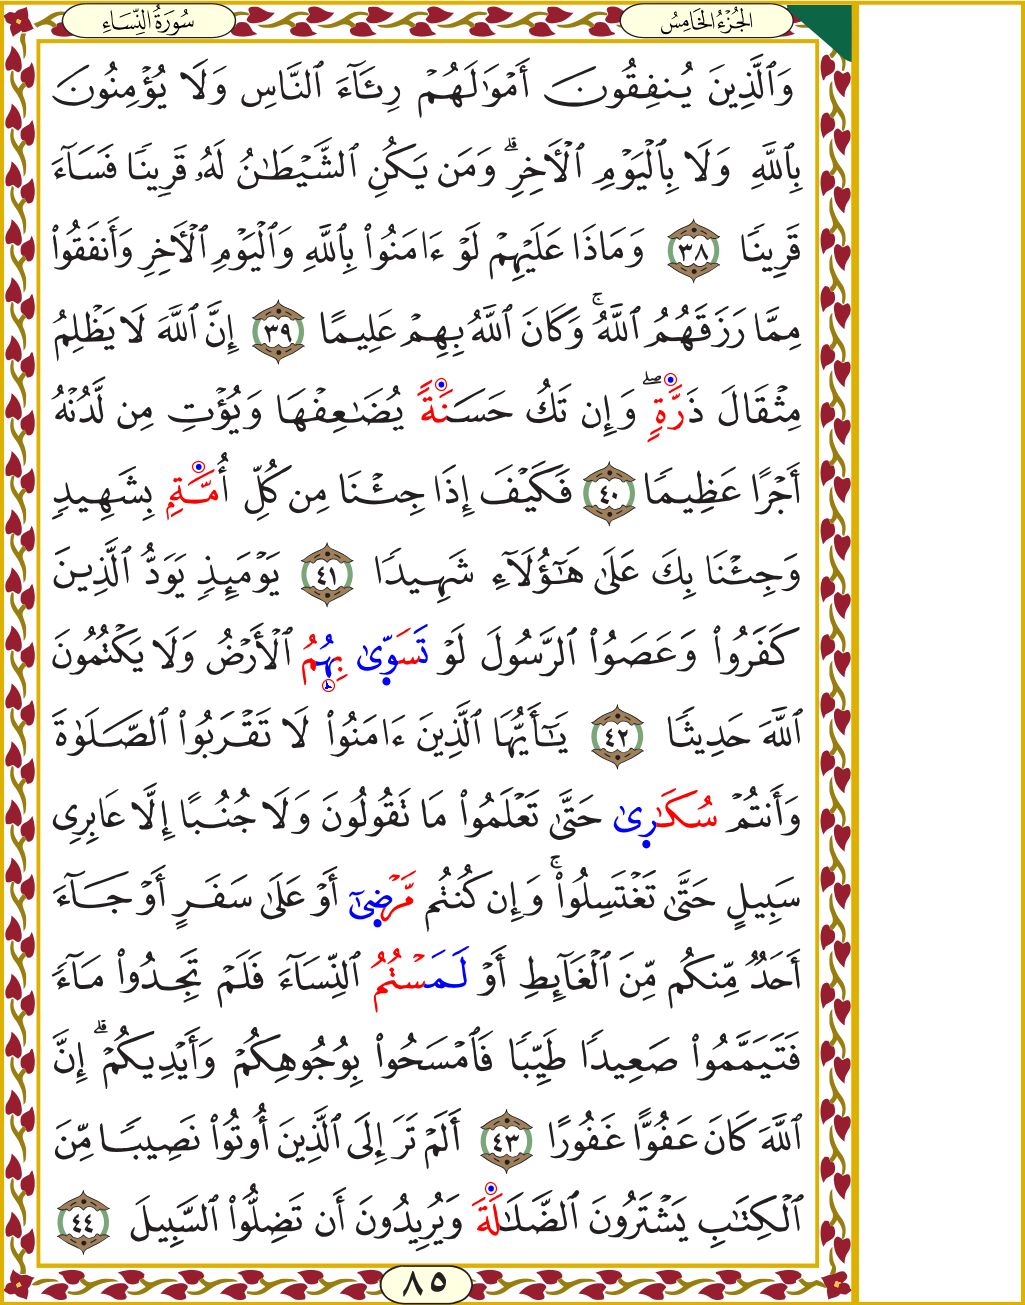 سُورَةُ النِّسَاءِ
الجُزْءُ الخَامِسُ
وَٱلَّذِينَ يُنفِقُونَ أَمْوَٰلَهُمْ رِئَآءَ ٱلنَّاسِ وَلَا يُؤْمِنُونَ
بِٱللَّهِ وَلَا بِٱلْيَوْمِ ٱلْأَخِرِ ۗ وَمَن يَكُنِ ٱلشَّيْطَٰنُ لَهُۥ قَرِينًا فَسَآءَ
قَرِينًا ٣٨ وَمَاذَا عَلَيْهِمْ لَوْ ءَامَنُوا۟ بِٱللَّهِ وَٱلْيَوْمِ ٱلْأَخِرِ وَأَنفَقُوا۟
مِمَّا رَزَقَهُمُ ٱللَّهُ ۚ وَكَانَ ٱللَّهُ بِهِمْ عَلِيمًا ٣٩ إِنَّ ٱللَّهَ لَا يَظْلِمُ
مِثْقَالَ ذَرَّةٍ ۖ وَإِن تَكُ حَسَنَةً يُضَٰعِفْهَا وَيُؤْتِ مِن لَّدُنْهُ
أَجْرًا عَظِيمًا ٤٠ فَكَيْفَ إِذَا جِئْنَا مِن كُلِّ أُمَّةٍۭ بِشَهِيدٍ
وَجِئْنَا بِكَ عَلَىٰ هَٰٓؤُلَآءِ شَهِيدًا ٤١ يَوْمَئِذٍ يَوَدُّ ٱلَّذِينَ
كَفَرُوا۟ وَعَصَوُا۟ ٱلرَّسُولَ لَوْ تَسَوّىٰ بِهِمُ ٱلْأَرْضُ وَلَا يَكْتُمُونَ
ٱللَّهَ حَدِيثًا ٤٢ يَٰٓأَيُّهَا ٱلَّذِينَ ءَامَنُوا۟ لَا تَقْرَبُوا۟ ٱلصَّلَوٰةَ
وَأَنتُمْ سُكَٰرىٰ حَتَّىٰ تَعْلَمُوا۟ مَا تَقُولُونَ وَلَا جُنُبًا إِلَّا عَابِرِى
سَبِيلٍ حَتَّىٰ تَغْتَسِلُوا۟ ۚ وَإِن كُنتُم مَّرْضىٰٓ أَوْ عَلَىٰ سَفَرٍ أَوْ جَآءَ
أَحَدٌ مِّنكُم مِّنَ ٱلْغَآئِطِ أَوْ لَمَسْتُمُ ٱلنِّسَآءَ فَلَمْ تَجِدُوا۟ مَآءً
فَتَيَمَّمُوا۟ صَعِيدًا طَيِّبًا فَٱمْسَحُوا۟ بِوُجُوهِكُمْ وَأَيْدِيكُمْ ۗ إِنَّ
ٱللَّهَ كَانَ عَفُوًّا غَفُورًا ٤٣ أَلَمْ تَرَ إِلَى ٱلَّذِينَ أُوتُوا۟ نَصِيبًا مِّنَ
ٱلْكِتَٰبِ يَشْتَرُونَ ٱلضَّلَٰلَةَ وَيُرِيدُونَ أَن تَضِلُّوا۟ ٱلسَّبِيلَ ٤٤
٨٥